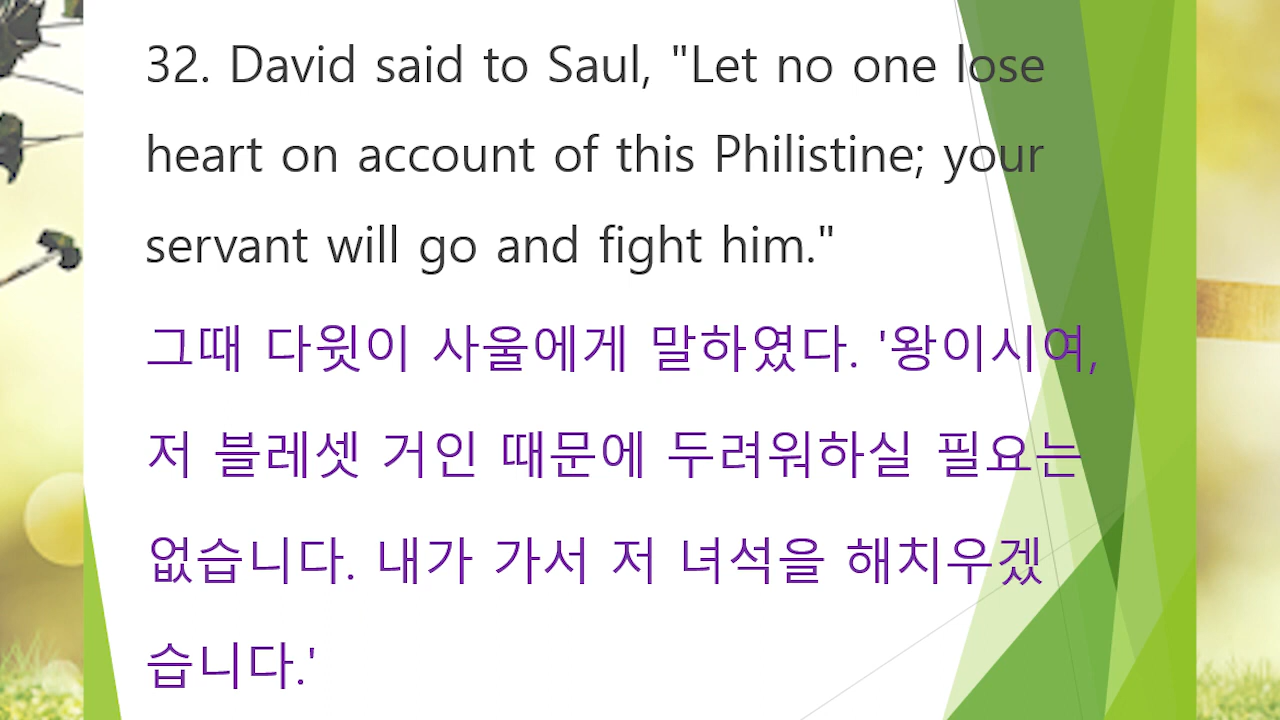 32. David said to Saul, "Let no one lose
heart on account of this Philistine; your
servant will go and fight him."
그때 다윗이 사울에게 말하였다. '왕이시여,
저 블레셋 거인 때문에 두려워하실 필요는
없습니다. 내가 가서 저 녀석을 해치우겠
습니다.'